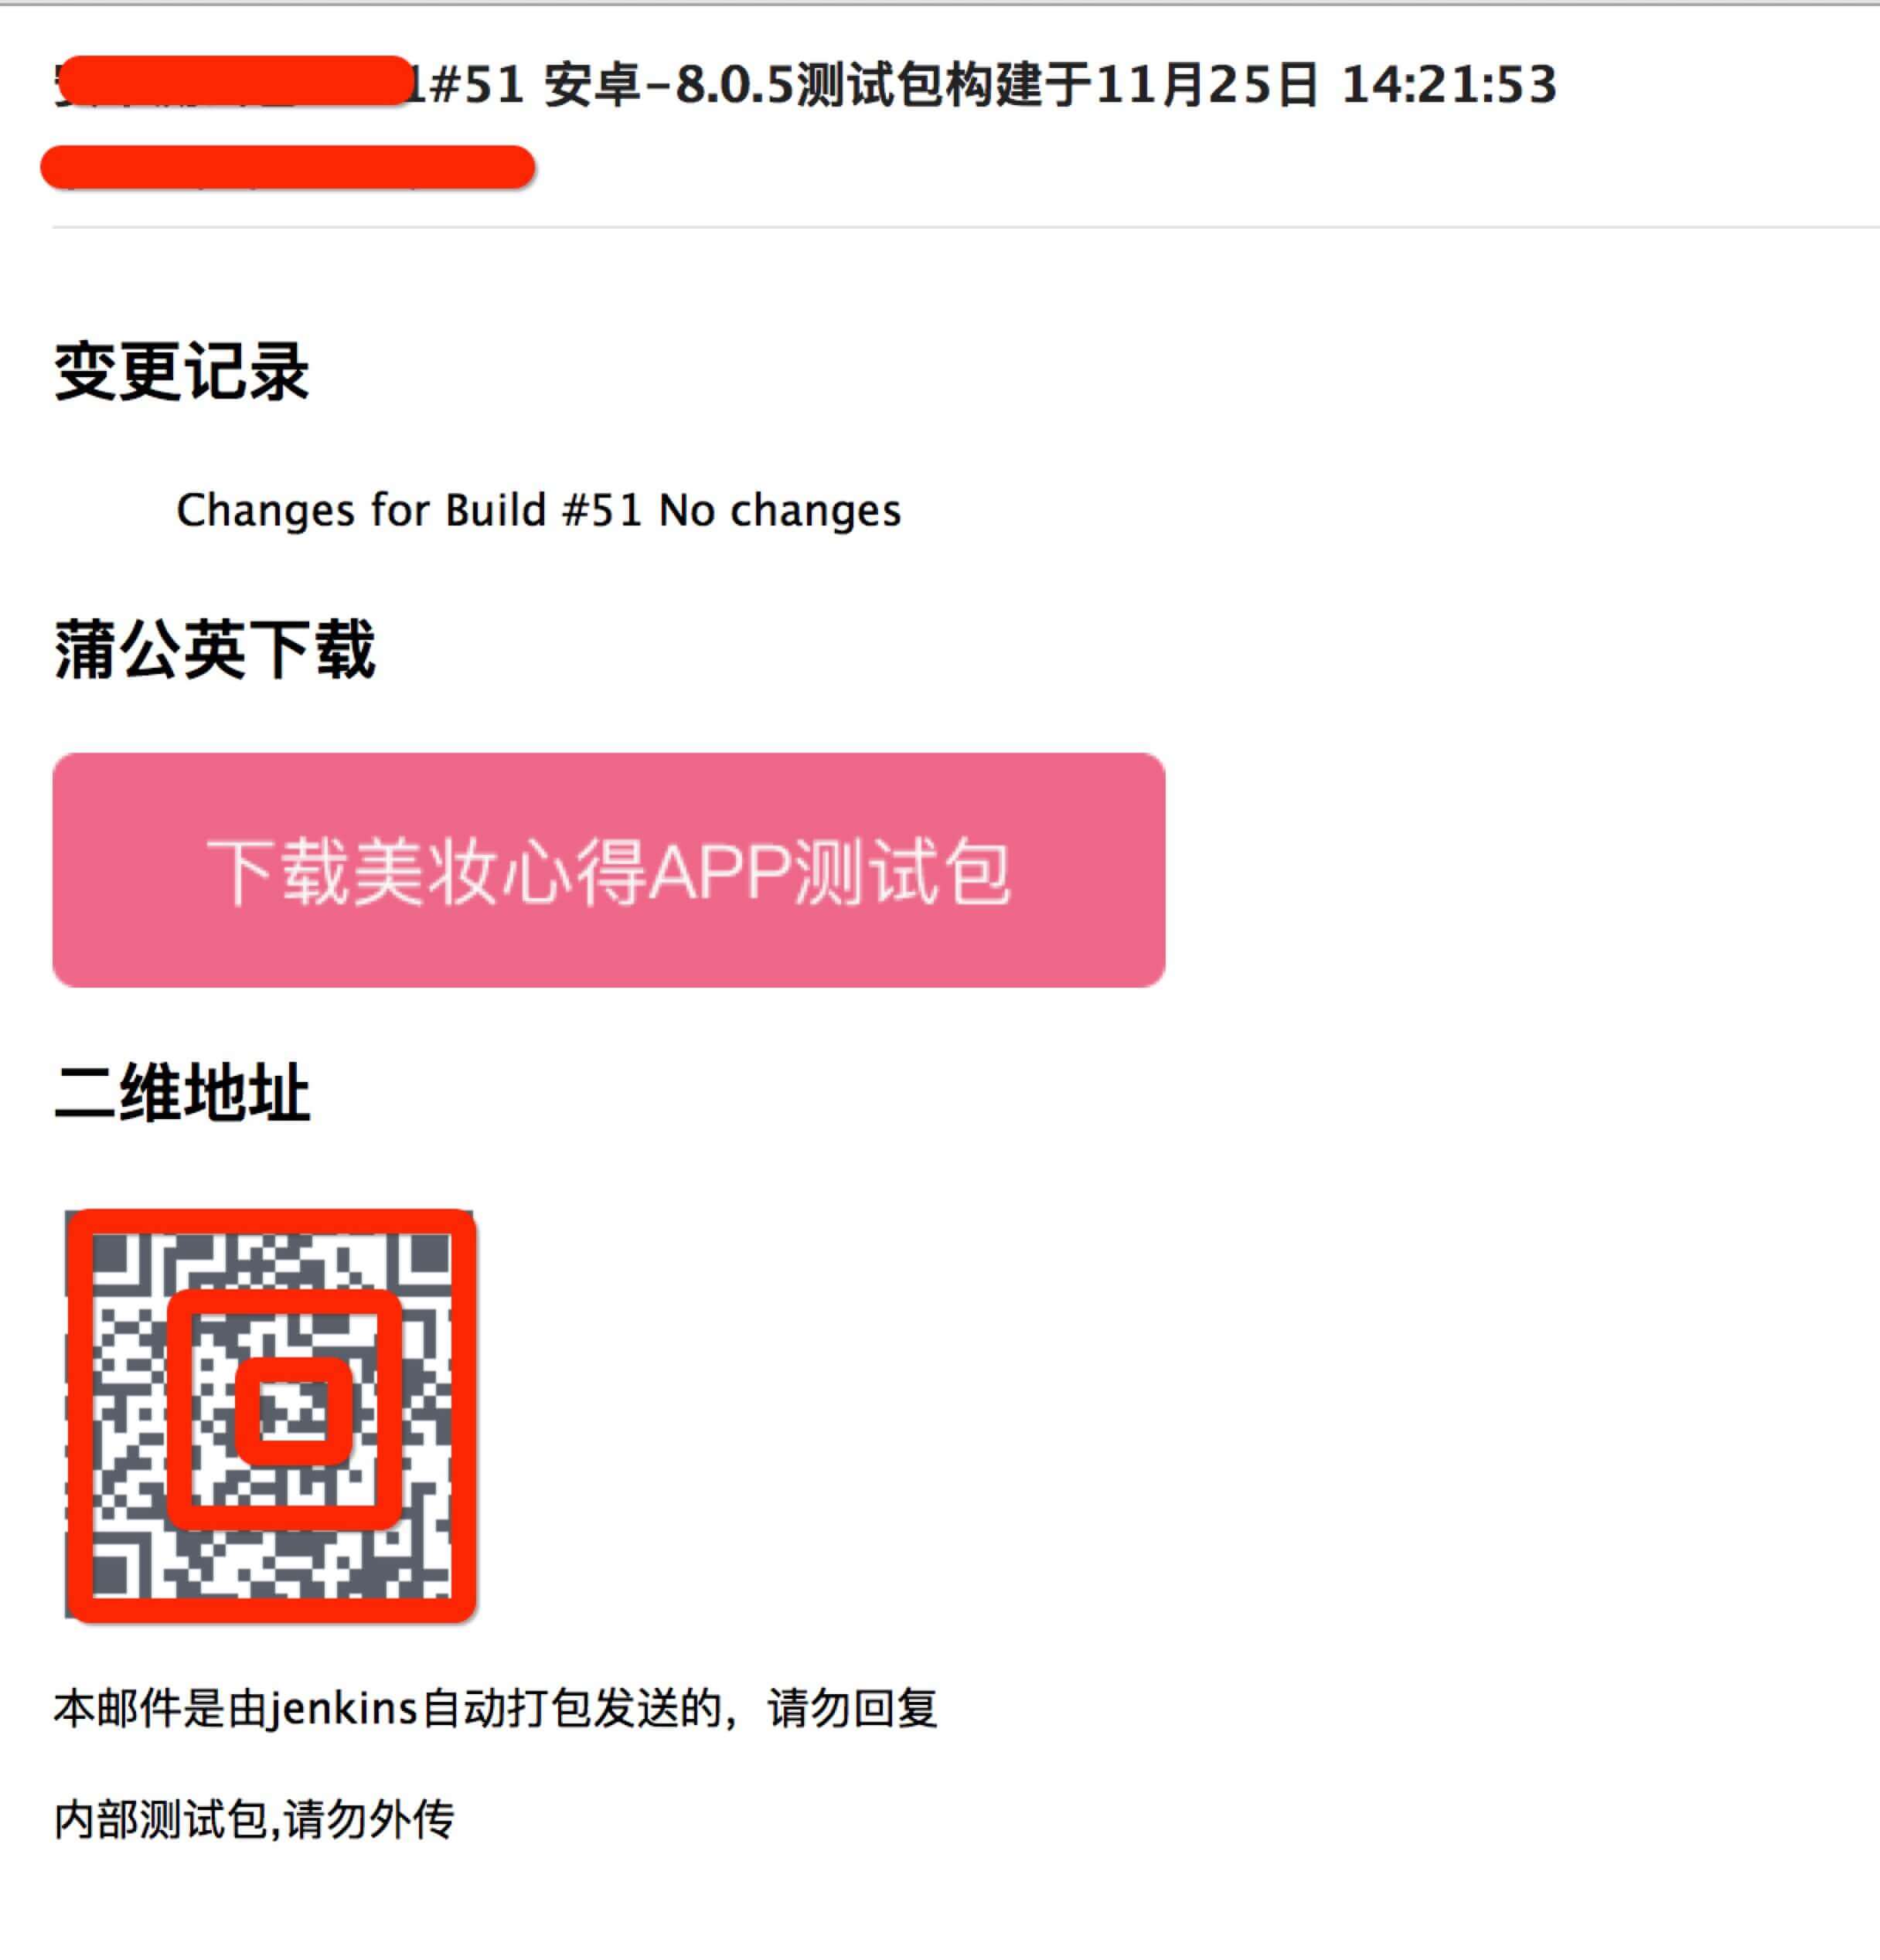 1#51 安卓-8.0.5测试包构建于11月25日 14:21:53
变更记录
Changes for Build #51 No changes
蒲公英下载
下载美妆心得APP测试包
二维地址
本邮件是由jenkins自动打包发送的，请勿回复
内部测试包,请勿外传